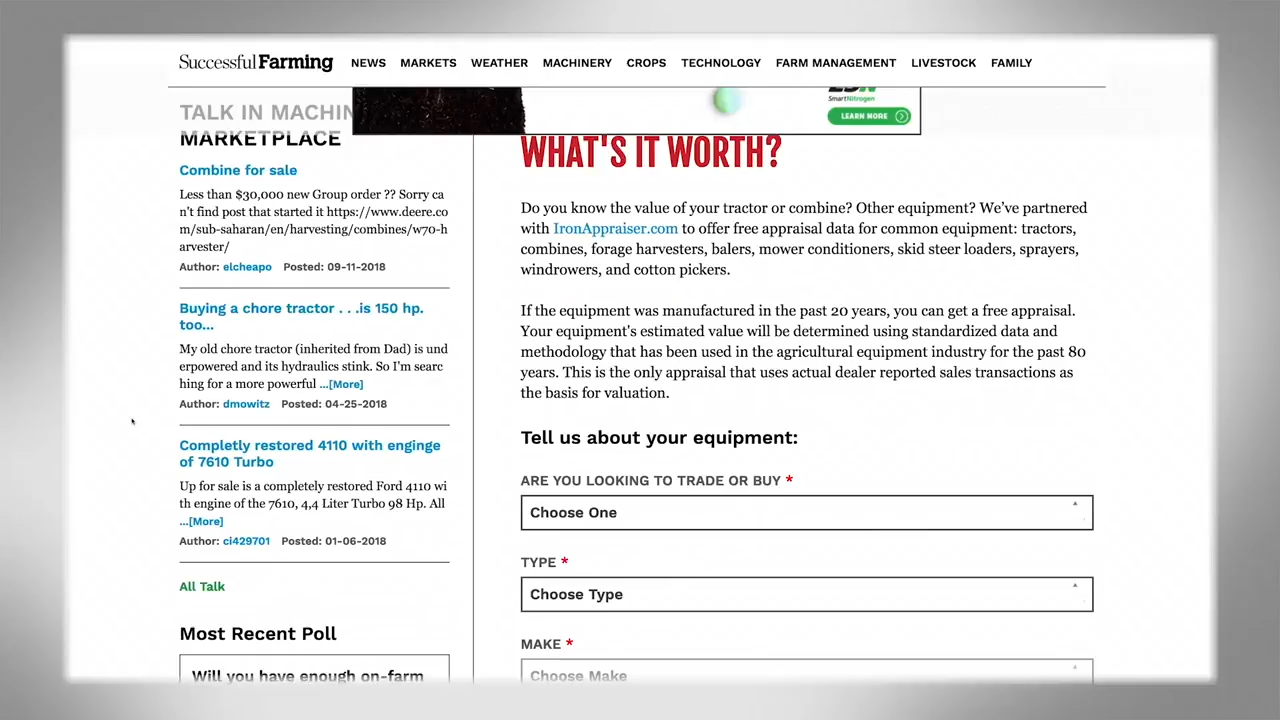 Successful Farming NEWS MARKETS WEATHER MACHINERY CROPS TECHNOLOGY FARM MANAGEMENT LIVESTOCK FAMILY
TALK IN MACHIN
MARKETPLACE
Combine for sale
Less than $30,000 new Group order ?? Sorry ca
n't find post that started it https://www.deere.co
m/sub-saharan/en/harvesting/combines/w70-h
arvester/
Author: elcheapo Posted: 09-11-2018
Buying a chore tractor . . .is 150 hp.
too...
My old chore tractor (inherited from Dad) is und
erpowered and its hydraulics stink. So I'm searc
hing for a more powerful ...[More]
Author: dmowitz Posted: 04-25-2018
Completly restored 4110 with enginge
of 7610 Turbo
Up for sale is a completely restored Ford 4110 wi
th engine of the 7610, 4,4 Liter Turbo 98 Hp. All
...[More]
Author: ci429701 Posted: 01-06-2018
All Talk
Most Recent Poll
Will you have enough on-farm
SmartNitrogen
LEARN MORE
WHAT'S IT WORTH?
Do you know the value of your tractor or combine? Other equipment? We've partnered
with IronAppraiser.com to offer free appraisal data for common equipment: tractors,
combines, forage harvesters, balers, mower conditioners, skid steer loaders, sprayers,
windrowers, and cotton pickers.
If the equipment was manufactured in the past 20 years, you can get a free appraisal.
Your equipment's estimated value will be determined using standardized data and
methodology that has been used in the agricultural equipment industry for the past 80
years. This is the only appraisal that uses actual dealer reported sales transactions as
the basis for valuation.
Tell us about your equipment:
ARE YOU LOOKING TO TRADE OR BUY *
Choose One
TYPE *
Choose Type
MAKE *
Choose Make